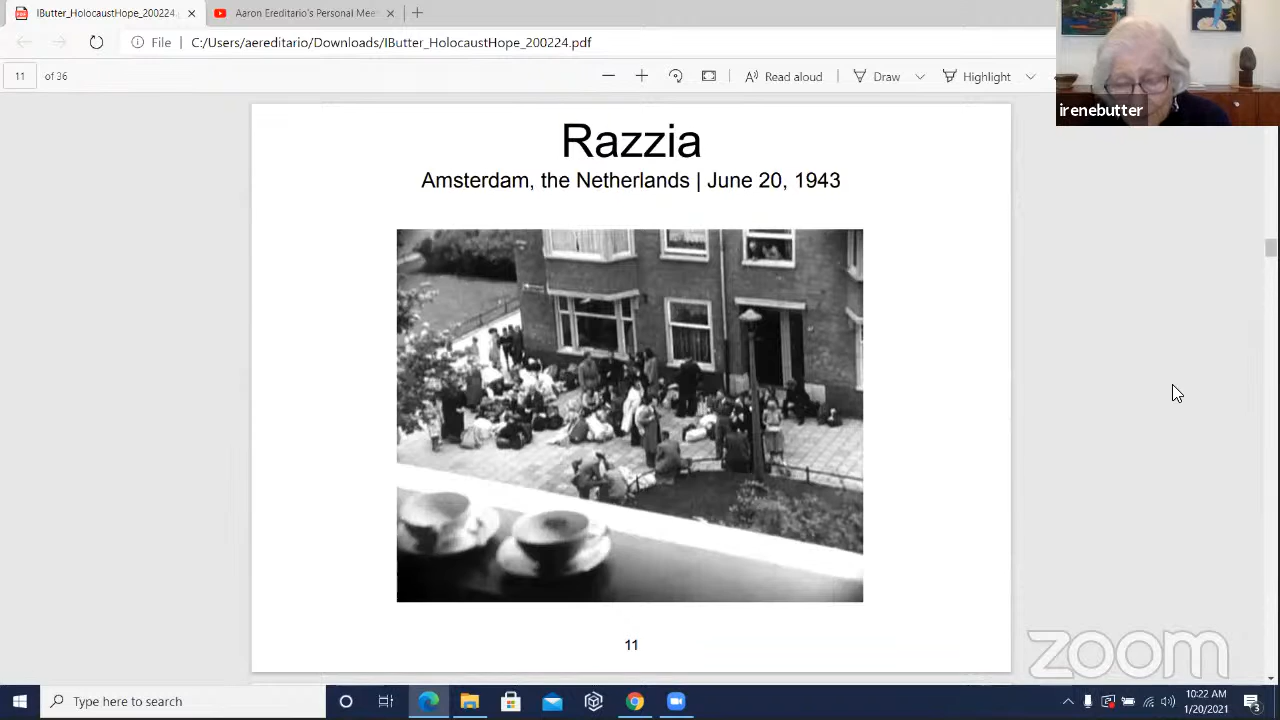 IButter_HolocaustHope_200224.
Aaron Ereditario's Personal Mee
File
C:/Users/aereditario/Downloads/IButter_HolocaustHope_200224.pdf
11 of 36
Read aloud
Draw
Highlight
irenebutter
Razzia
Amsterdam, the Netherlands | June 20, 1943
11
zoom
Type here to search
10:22 AM
1/20/2021
3